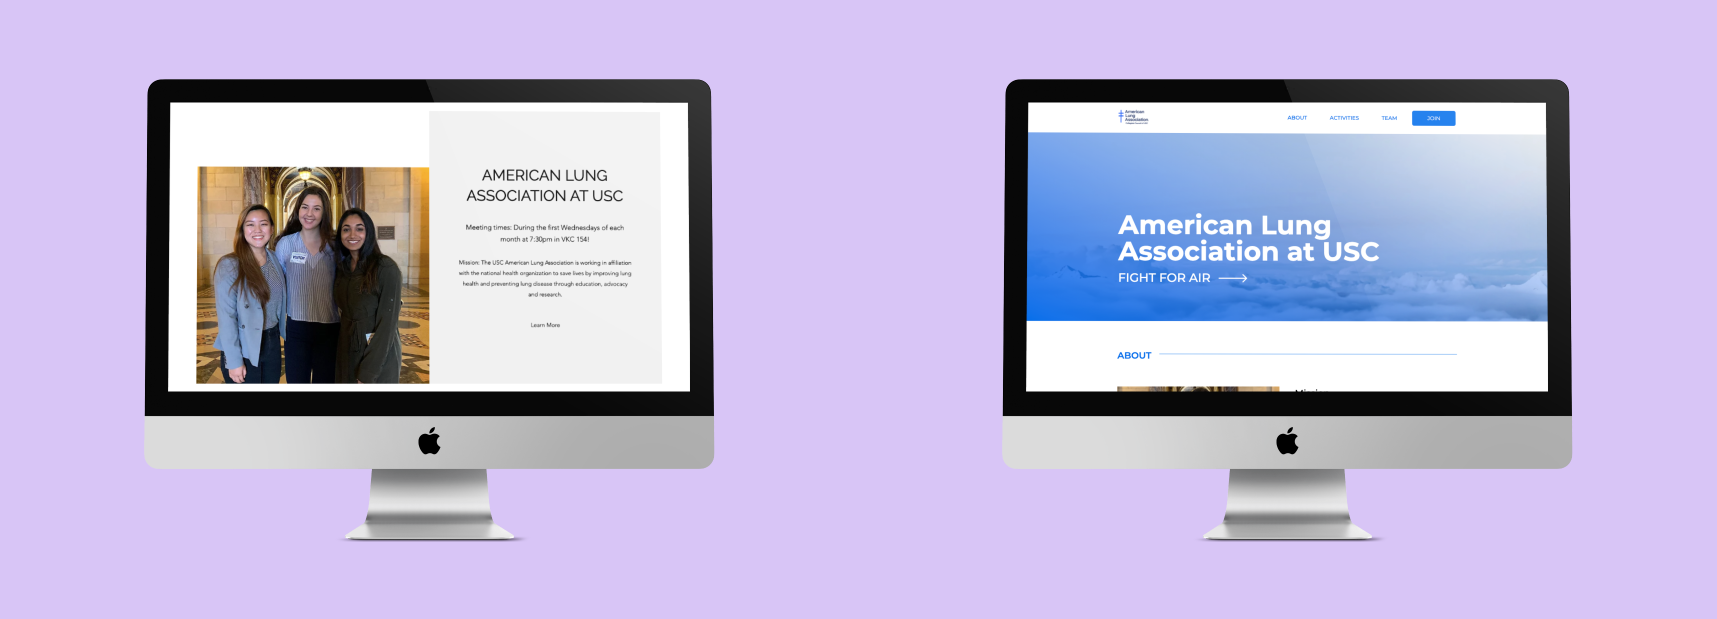 AMERICAN LUNG
ASSOCIATION AT USC
Meeting times: During the first Wednesdays of each
month at 7:30pm in VKC 154!
Mission: The USC American Lung Association is working in affiliation
with the national health organization to save lives by improving lung
health and preventing lung disease through education, advocacy
and research.
Learn More
American
Lung
Association
ABOUT
ACTIVITIES
TEAM
JOIN
American Lung
Association at USC
FIGHT FOR AIR
ABOUT